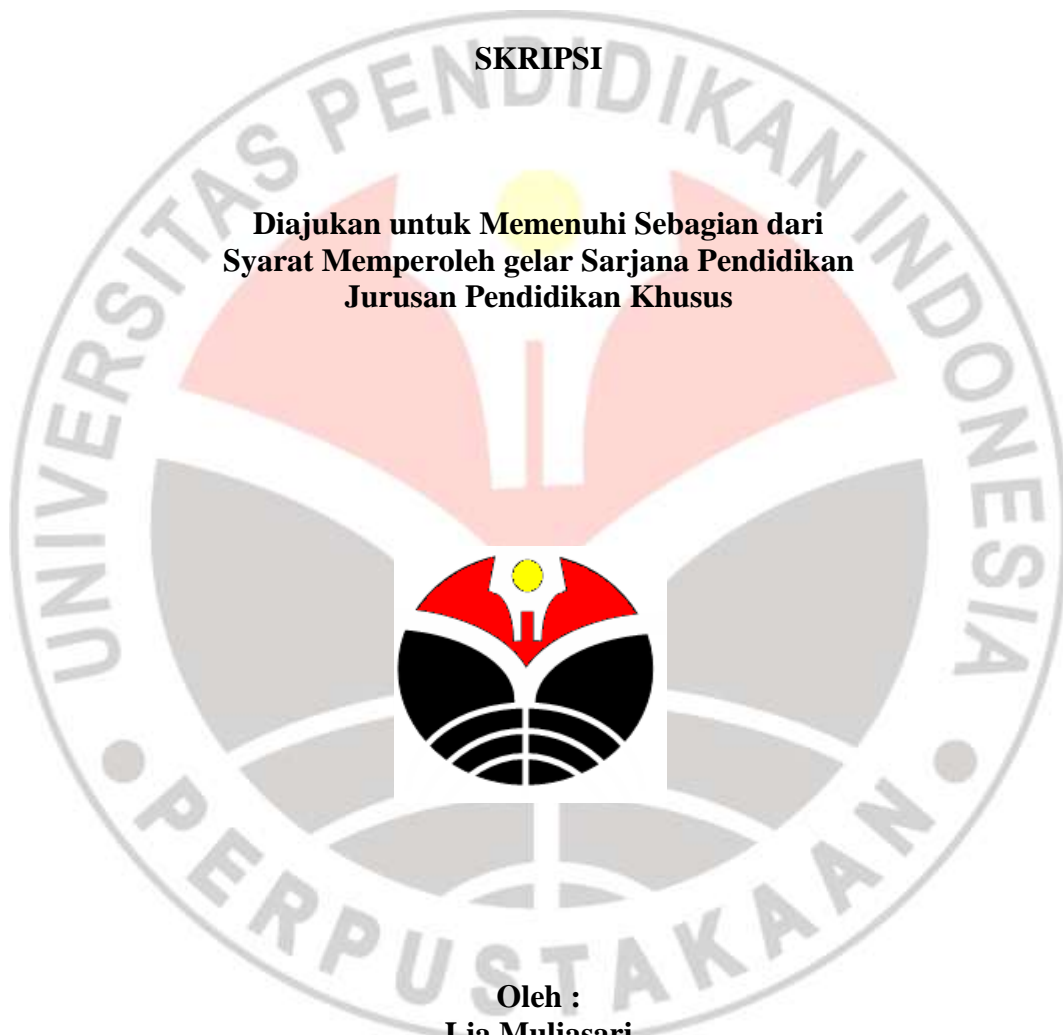 SKRIPSI
Diajukan untuk Memenuhi Sebagian dari
Syarat Memperoleh gelar Sarjana Pendidikan
Jurusan Pendidikan Khusus
Oleh :
Lia Muliasari
UNIVERSITAS PENDIDIKAN INDONESIA
PERPUSTAKAAN